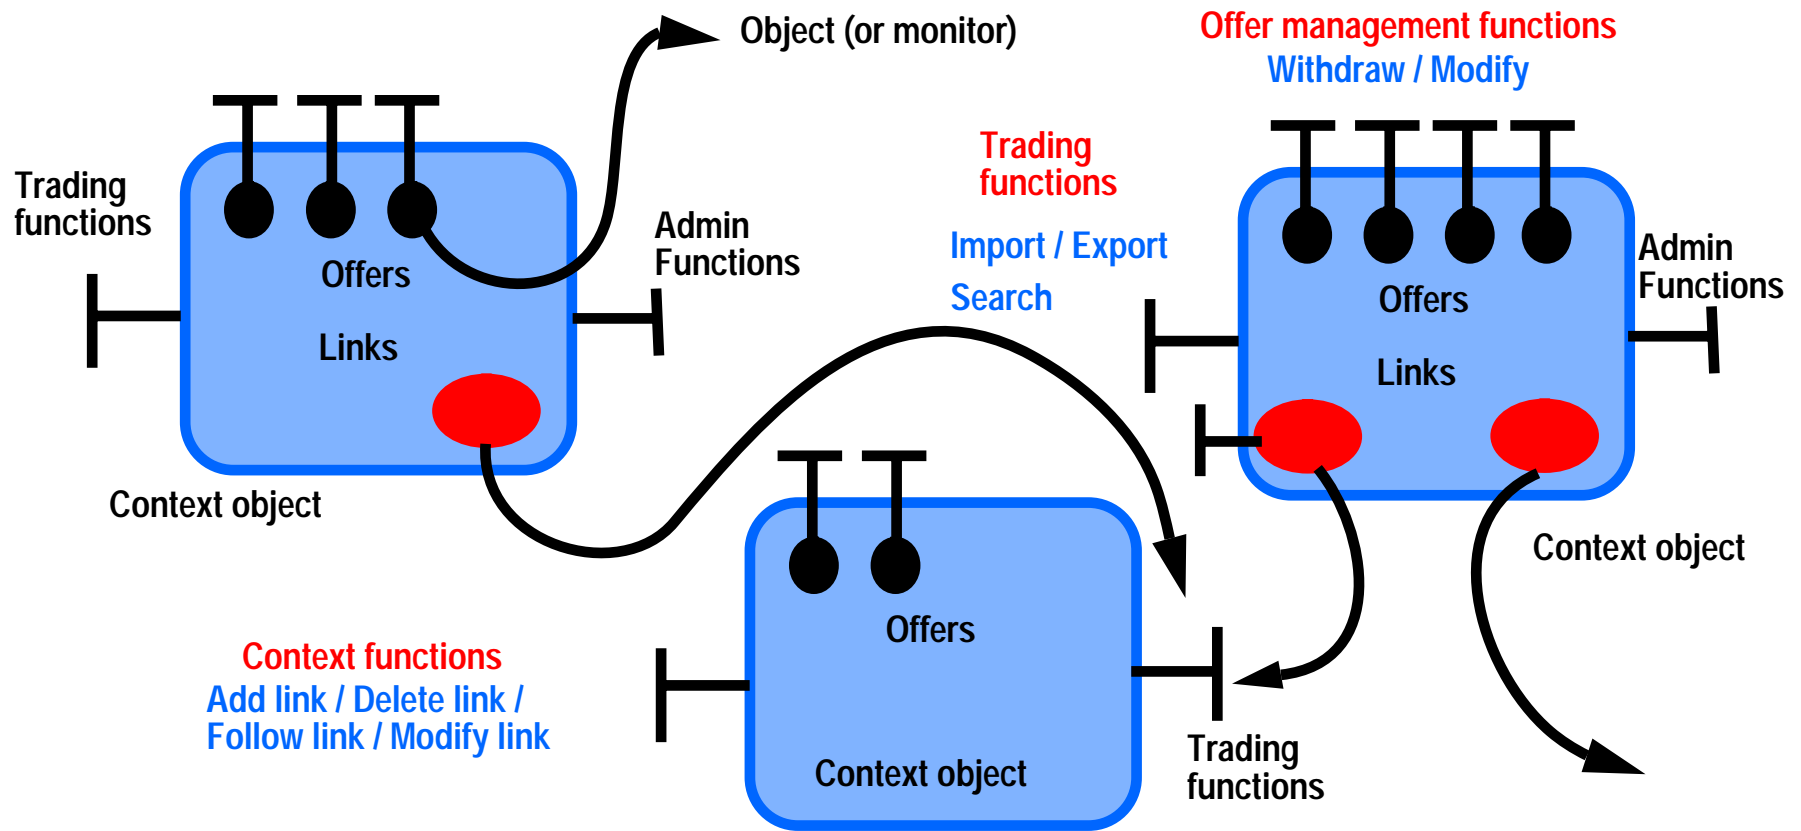 Object (or monitor)
Offer management functions
Withdraw / Modify
Trading
functions
Admin
Functions
Offers
Links
Context object
Trading
functions
Import / Export
Search
Admin
Functions
Offers
Links
Context object
Offers
Context object
Trading
functions
Context functions
Add link / Delete link /
Follow link / Modify link